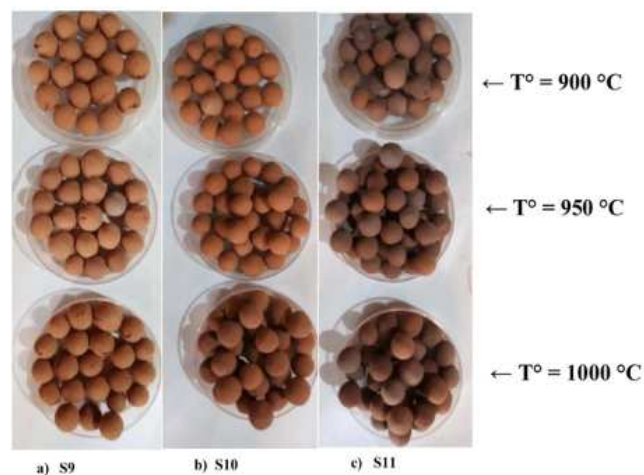 ← T° = 900 °C
← T° = 950 °C
← T° = 1000 °C
a) S9 b) S10 c) S11